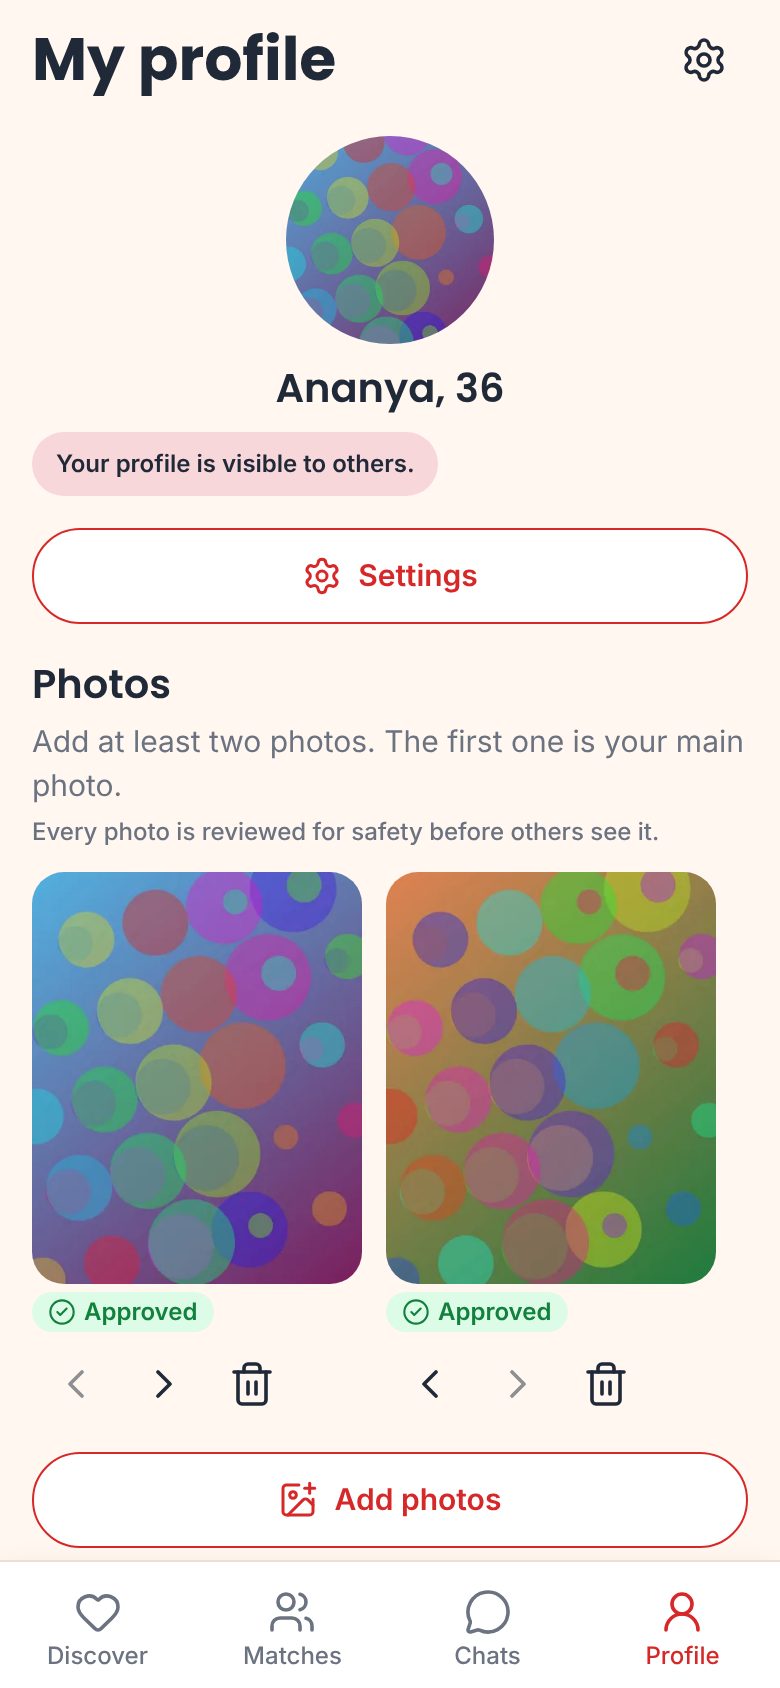 My profile
Ananya, 36
Your profile is visible to others.
Settings
Photos
Add at least two photos. The first one is your main
photo.
Every photo is reviewed for safety before others see it.
Approved
Approved
Add photos
Discover
Matches
Chats
Profile